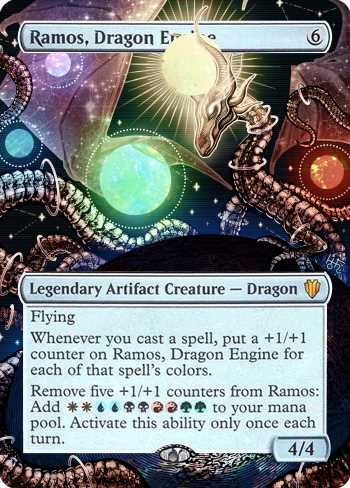 Ramos, Dragon Engine 6
Legendary Artifact Creature — Dragon
Flying
Whenever you cast a spell, put a +1/+1
counter on Ramos, Dragon Engine for
each of that spell's colors.
Remove five +1/+1 counters from Ramos:
Add to your mana
pool. Activate this ability only once each
turn.
4/4